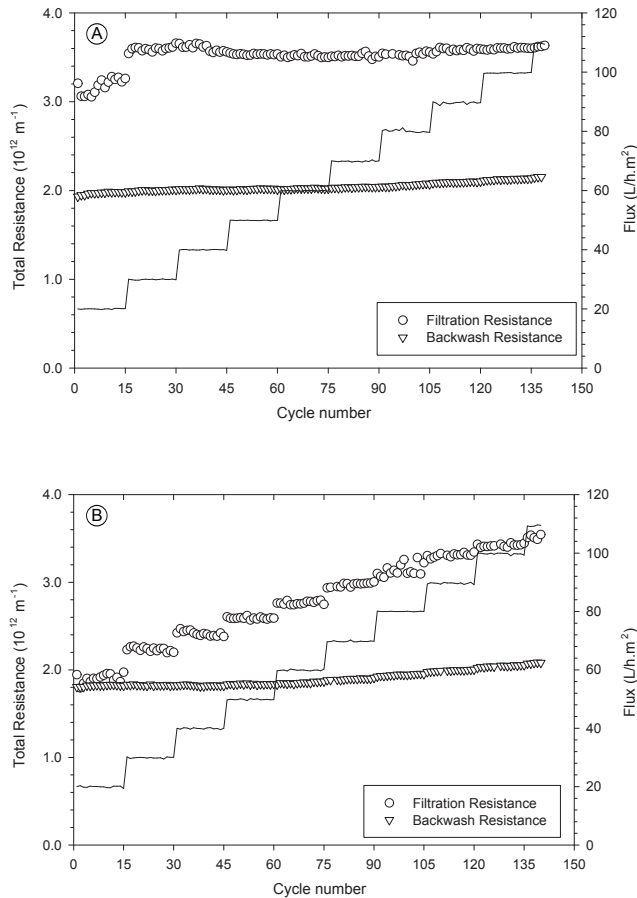 A
4.0
3.0
2.0
1.0
0.0
Total Resistance (10¹² m⁻¹)
120
100
80
60
40
20
0
Flux (L/h.m²)
Filtration Resistance
Backwash Resistance
0 15 30 45 60 75 90 105 120 135 150
Cycle number
B
4.0
3.0
2.0
1.0
0.0
Total Resistance (10¹² m⁻¹)
120
100
80
60
40
20
0
Flux (L/h.m²)
Filtration Resistance
Backwash Resistance
0 15 30 45 60 75 90 105 120 135 150
Cycle number